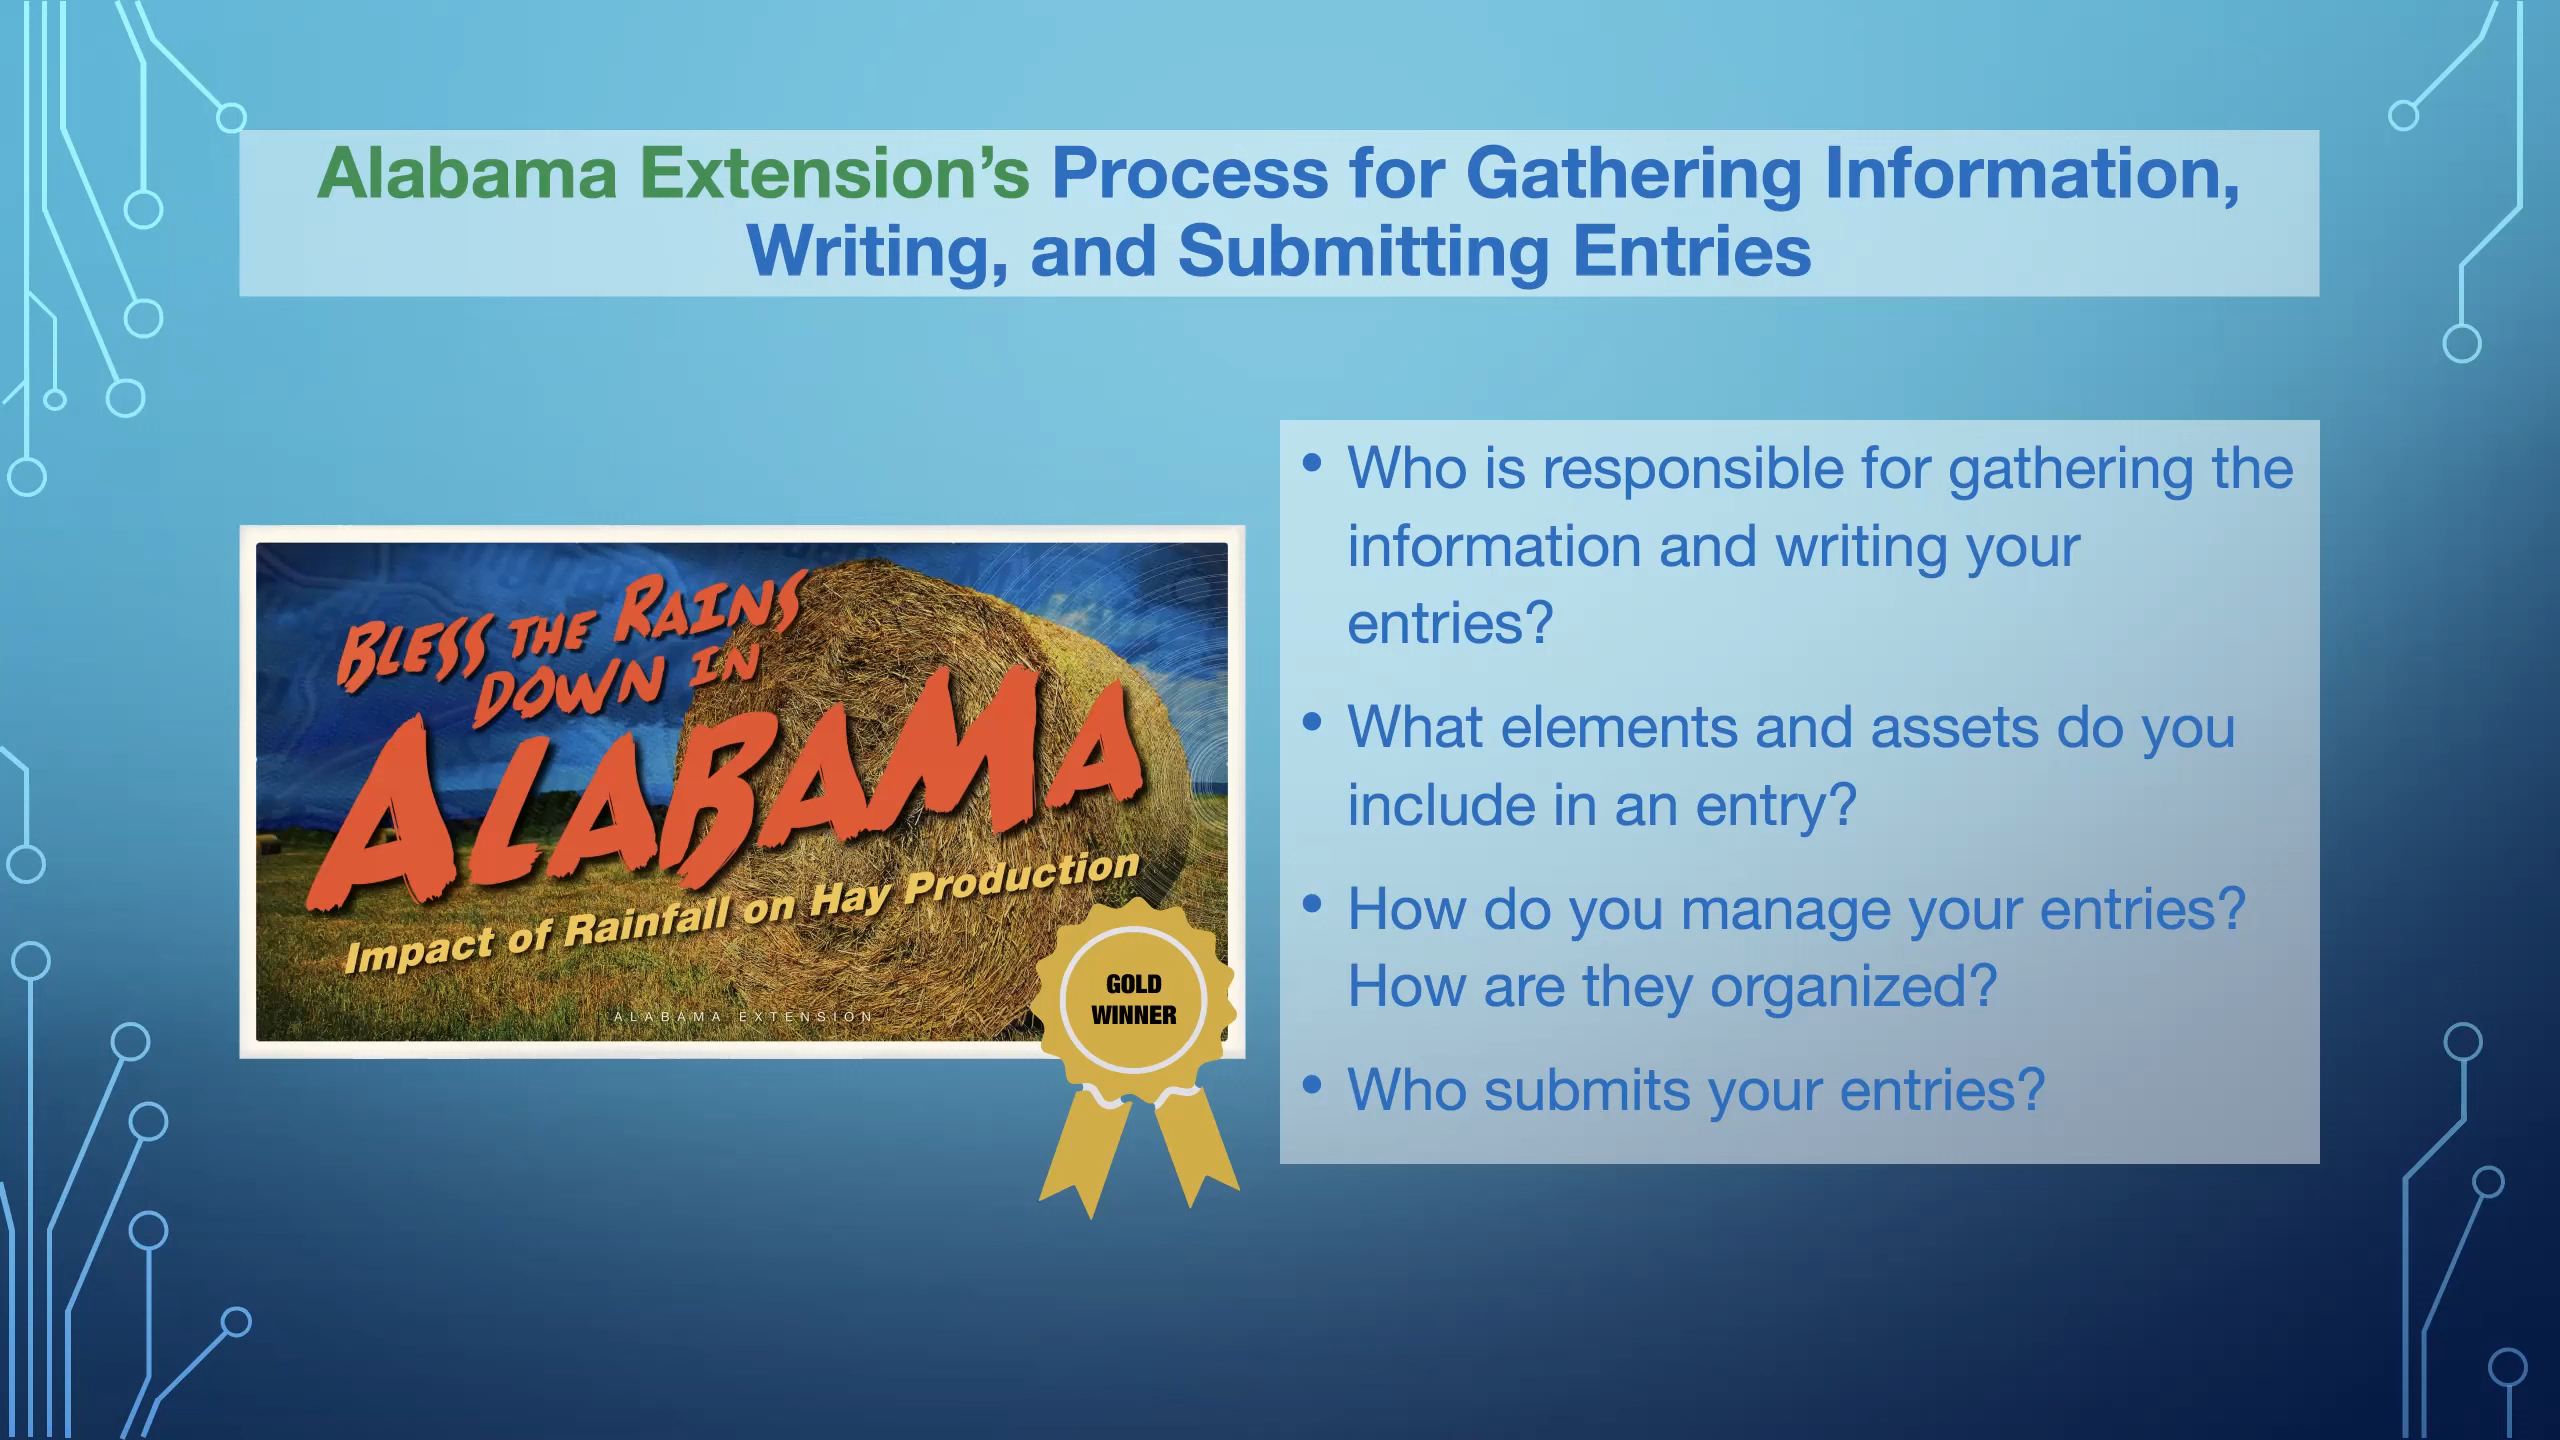 Alabama Extension’s Process for Gathering Information,
Writing, and Submitting Entries
BLESS THE RAINS
DOWN IN
ALABAMA
Impact of Rainfall on Hay Production
ALABAMA EXTENSION
GOLD
WINNER
• Who is responsible for gathering the
information and writing your
entries?
• What elements and assets do you
include in an entry?
• How do you manage your entries?
How are they organized?
• Who submits your entries?